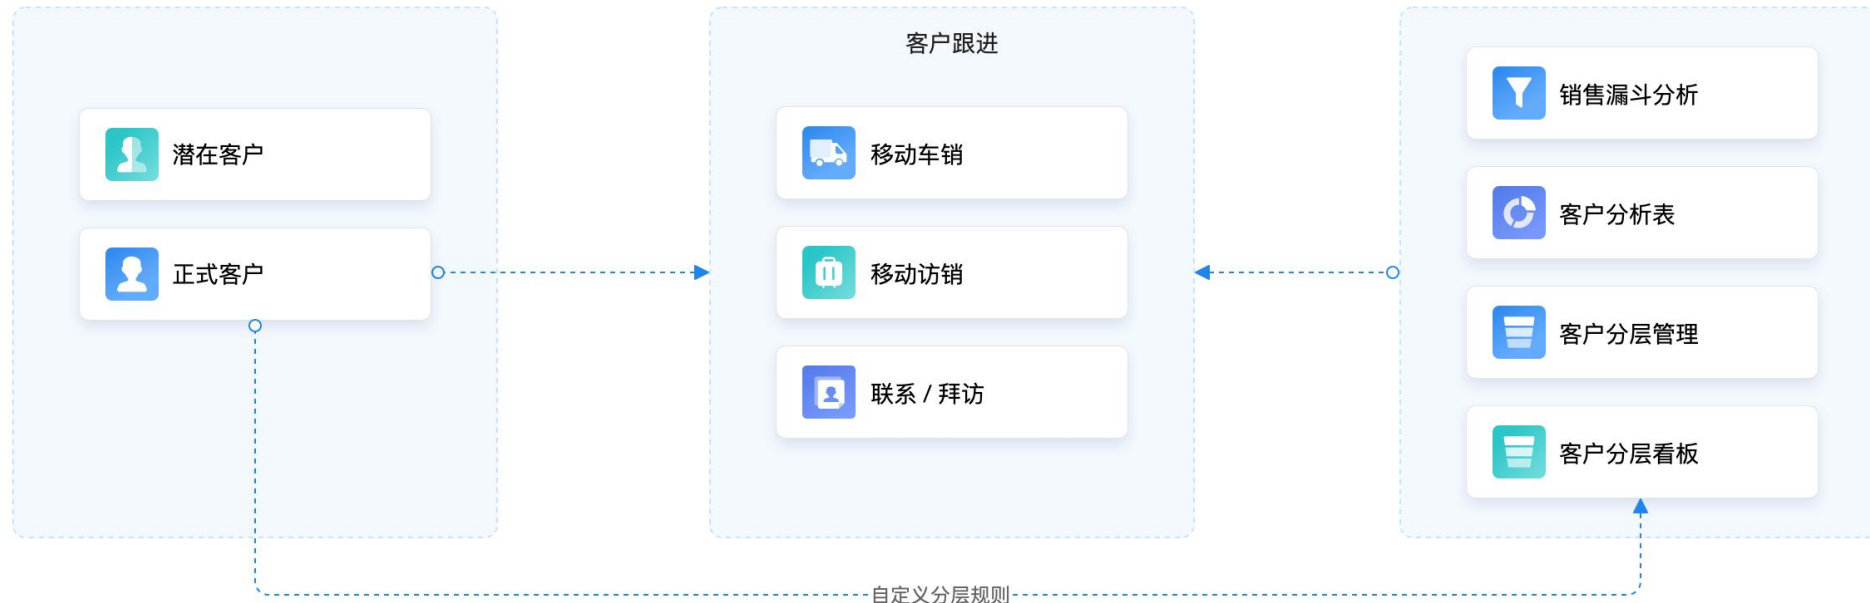 潜在客户
正式客户
客户跟进
移动车销
移动访销
联系 / 拜访
销售漏斗分析
客户分析表
客户分层管理
客户分层看板
自定义分层规则